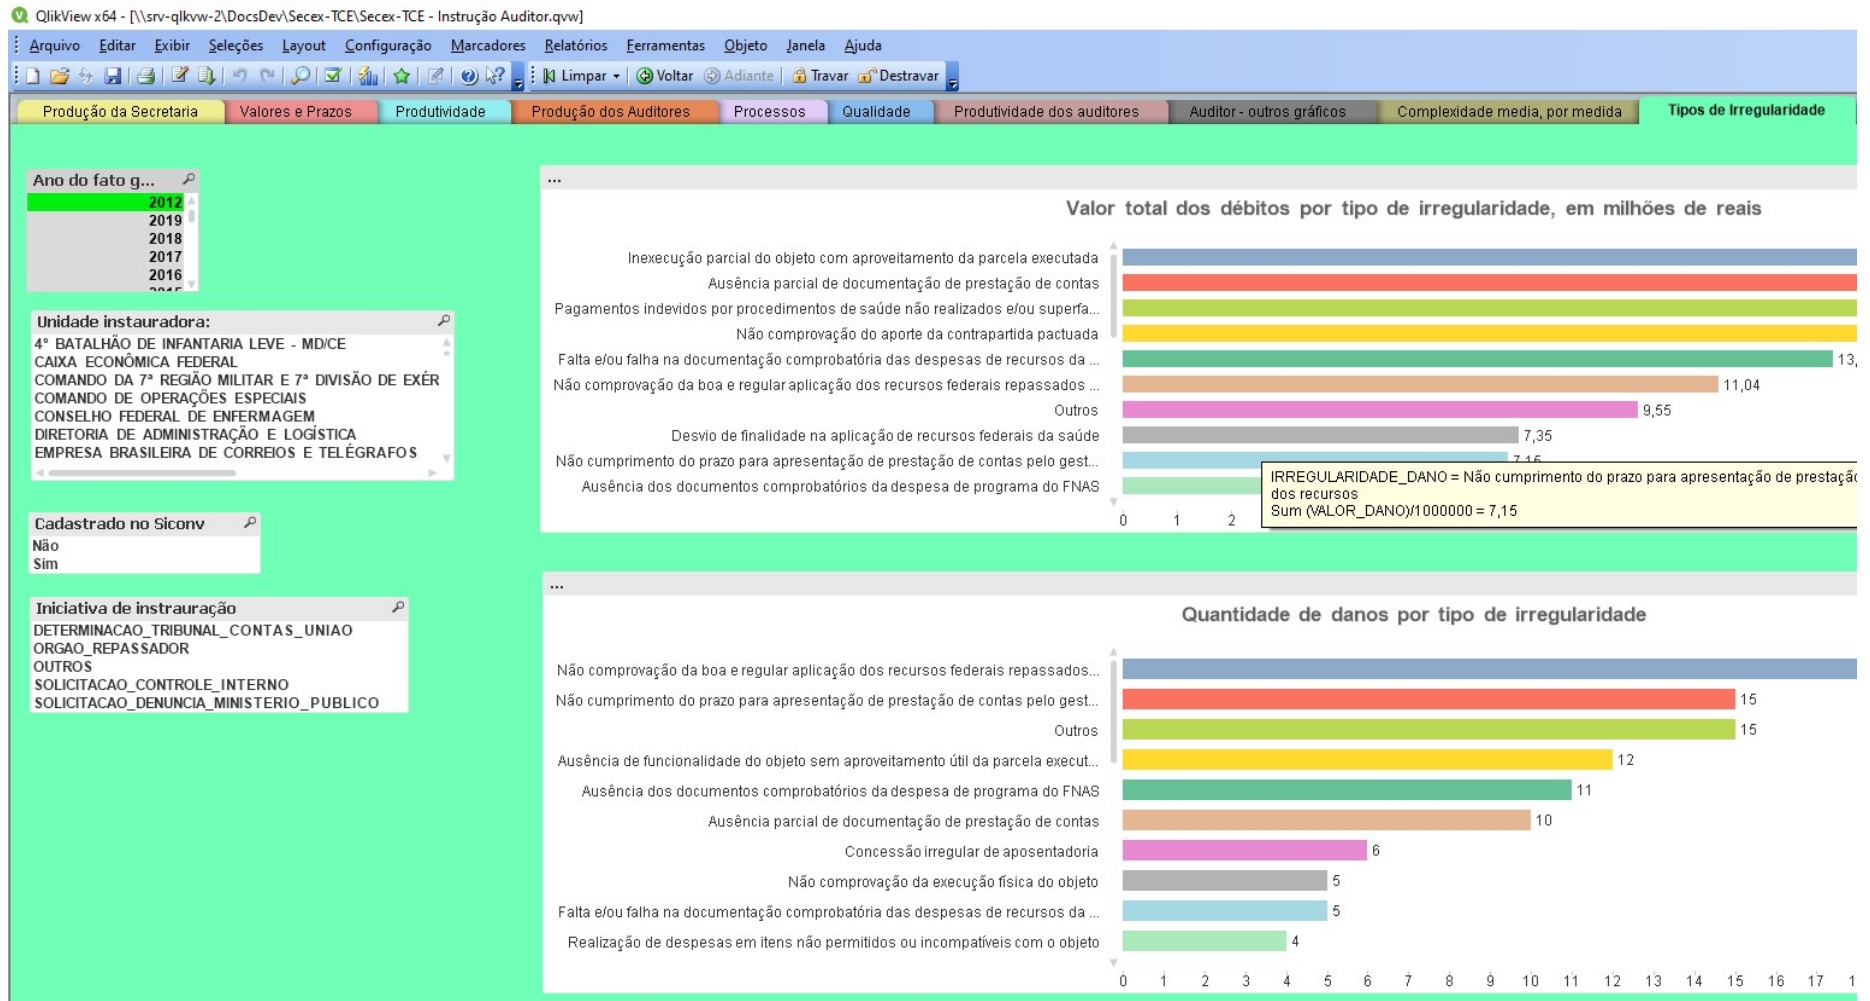 QlikView x64 - [\\srv-qlkvw-2\DocsDev\Secex-TCE\Secex-TCE - Instrução Auditor.qvw]
Arquivo Editar Exibir Seleções Layout Configuração Marcadores Relatórios Ferramentas Objeto Janela Ajuda
Limpar Voltar Adiante Travar Destravar
Produção da Secretaria Valores e Prazos Produtividade Produção dos Auditores Processos Qualidade Produtividade dos auditores Auditor - outros gráficos Complexidade media, por medida Tipos de Irregularidade
Ano do fato g...
2012
2019
2018
2017
2016
2015
Unidade instauradora:
4º BATALHÃO DE INFANTARIA LEVE - MD/CE
CAIXA ECONÔMICA FEDERAL
COMANDO DA 7ª REGIÃO MILITAR E 7ª DIVISÃO DE EXÉR
COMANDO DE OPERAÇÕES ESPECIAIS
CONSELHO FEDERAL DE ENFERMAGEM
DIRETORIA DE ADMINISTRAÇÃO E LOGÍSTICA
EMPRESA BRASILEIRA DE CORREIOS E TELÉGRAFOS
Cadastrado no Siconv
Não
Sim
Iniciativa de instrauração
DETERMINACAO_TRIBUNAL_CONTAS_UNIAO
ORGAO_REPASSADOR
OUTROS
SOLICITACAO_CONTROLE_INTERNO
SOLICITACAO_DENUNCIA_MINISTERIO_PUBLICO
...
Valor total dos débitos por tipo de irregularidade, em milhões de reais
Inexecução parcial do objeto com aproveitamento da parcela executada
Ausência parcial de documentação de prestação de contas
Pagamentos indevidos por procedimentos de saúde não realizados e/ou superfa...
Não comprovação do aporte da contrapartida pactuada
Falta e/ou falha na documentação comprobatória das despesas de recursos da ... 13,
Não comprovação da boa e regular aplicação dos recursos federais repassados ... 11,04
Outros 9,55
Desvio de finalidade na aplicação de recursos federais da saúde 7,35
Não cumprimento do prazo para apresentação de prestação de contas pelo gest... 7,15
Ausência dos documentos comprobatórios da despesa de programa do FNAS
0 1 2
IRREGULARIDADE_DANO = Não cumprimento do prazo para apresentação de prestação
dos recursos
Sum (VALOR_DANO)/1000000 = 7,15
...
Quantidade de danos por tipo de irregularidade
Não comprovação da boa e regular aplicação dos recursos federais repassados...
Não cumprimento do prazo para apresentação de prestação de contas pelo gest... 15
Outros 15
Ausência de funcionalidade do objeto sem aproveitamento útil da parcela execut... 12
Ausência dos documentos comprobatórios da despesa de programa do FNAS 11
Ausência parcial de documentação de prestação de contas 10
Concessão irregular de aposentadoria 6
Não comprovação da execução física do objeto 5
Falta e/ou falha na documentação comprobatória das despesas de recursos da ... 5
Realização de despesas em itens não permitidos ou incompatíveis com o objeto 4
0 1 2 3 4 5 6 7 8 9 10 11 12 13 14 15 16 17